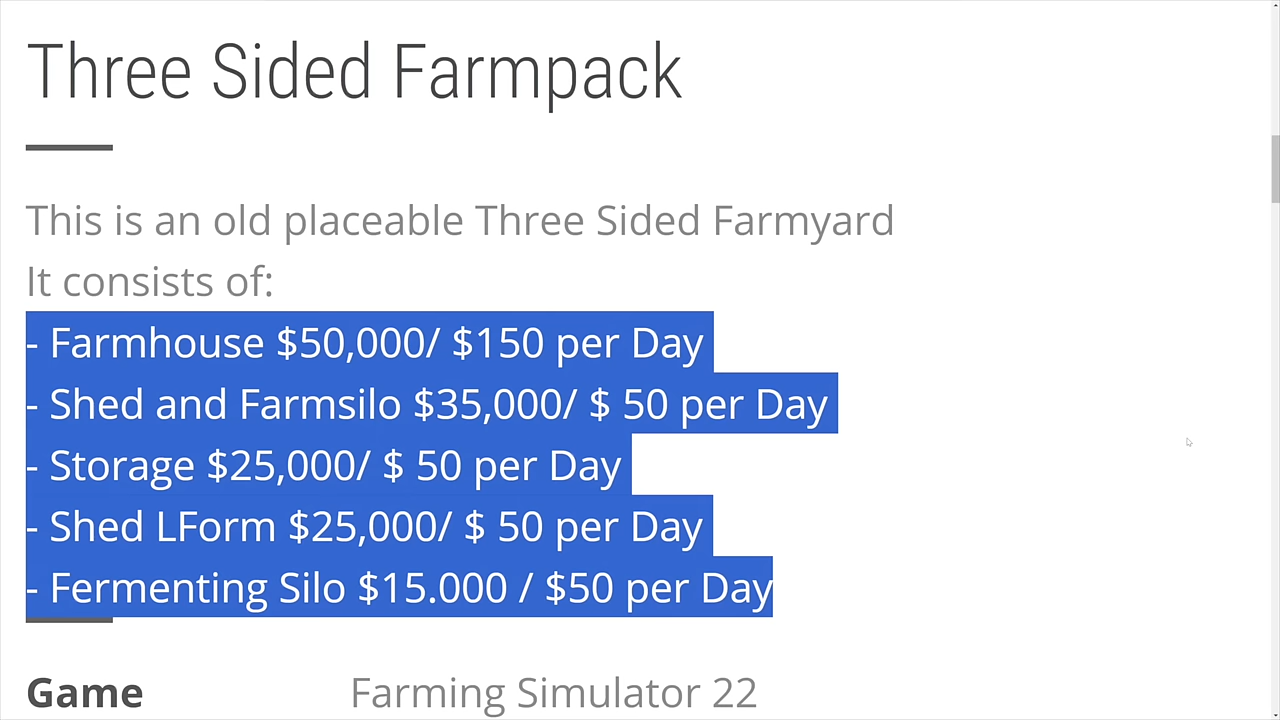 Three Sided Farmpack
This is an old placeable Three Sided Farmyard
It consists of:
- Farmhouse $50,000/ $150 per Day
- Shed and Farmsilo $35,000/ $ 50 per Day
- Storage $25,000/ $ 50 per Day
- Shed LForm $25,000/ $ 50 per Day
- Fermenting Silo $15.000 / $50 per Day
Game Farming Simulator 22